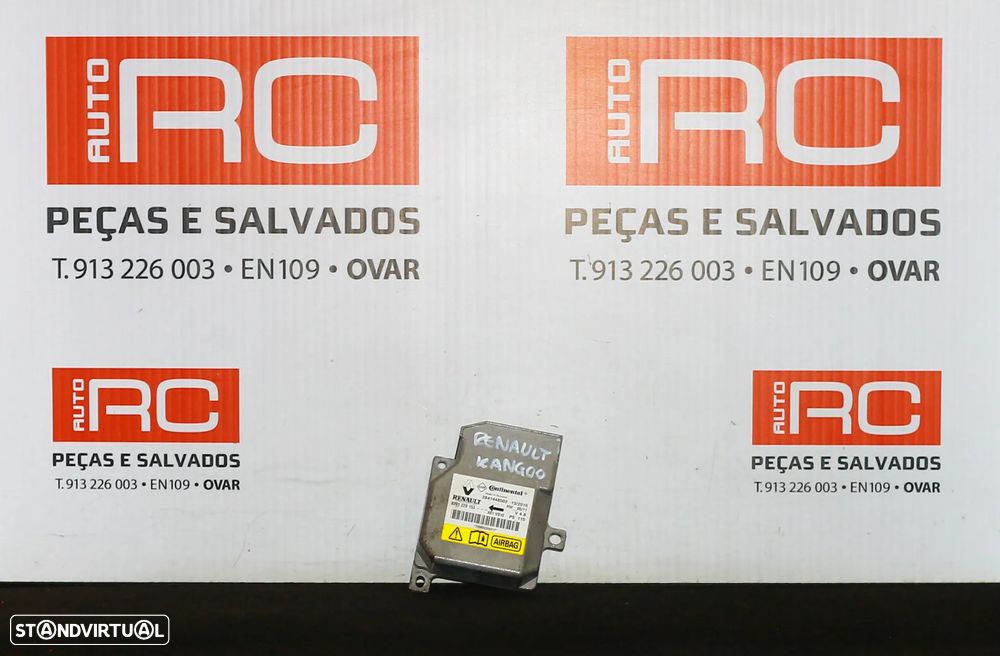 AUTO RC
PEÇAS E SALVADOS
T. 913 226 003 • EN109 • OVAR
AUTO RC
PEÇAS E SALVADOS
T. 913 226 003 • EN109 • OVAR
AUTO RC
PEÇAS E SALVADOS
T. 913 226 003 • EN109 • OVAR
AUTO RC
PEÇAS E SALVADOS
T. 913 226 003 • EN109 • OVAR
RENAULT
KANGOO
Continental
RENAULT
AIRBAG
STANDVIRTUAL